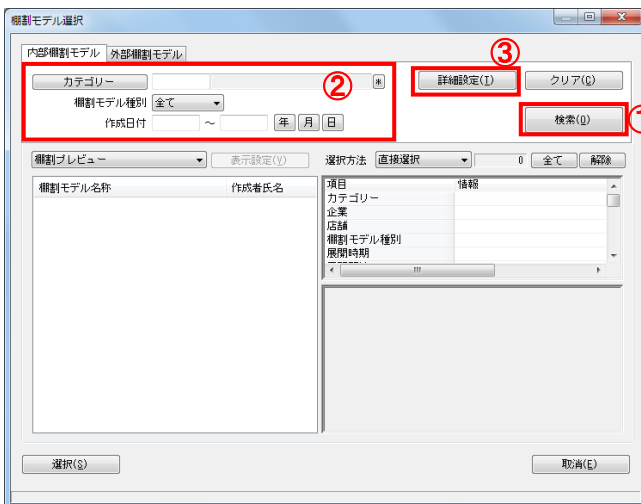 棚割モデル選択
内部棚割モデル 外部棚割モデル
③
カテゴリー ② * 詳細設定(I) クリア(C)
棚割モデル種別 全て
作成日付 ～ 年 月 日 検索(Q)
棚割プレビュー 表示設定(V) 選択方法 直接選択 0 全て 解除
棚割モデル名称 作成者氏名 項目 情報
カテゴリー
企業
店舗
棚割モデル種別
展開時期
選択(S) 取消(E)